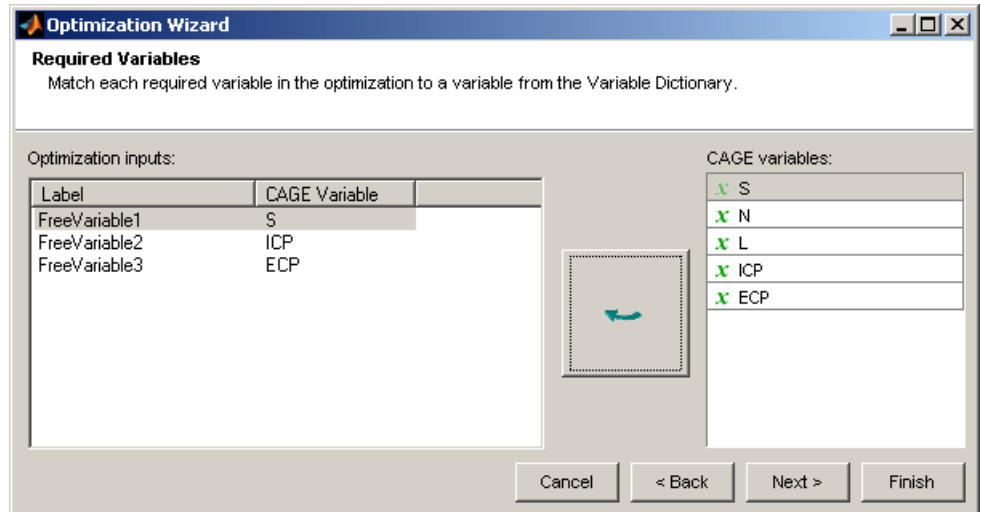 Optimization Wizard
Required Variables
Match each required variable in the optimization to a variable from the Variable Dictionary.
Optimization inputs:
Label CAGE Variable
FreeVariable1 S
FreeVariable2 ICP
FreeVariable3 ECP
CAGE variables:
x S
x N
x L
x ICP
x ECP
Cancel < Back Next > Finish